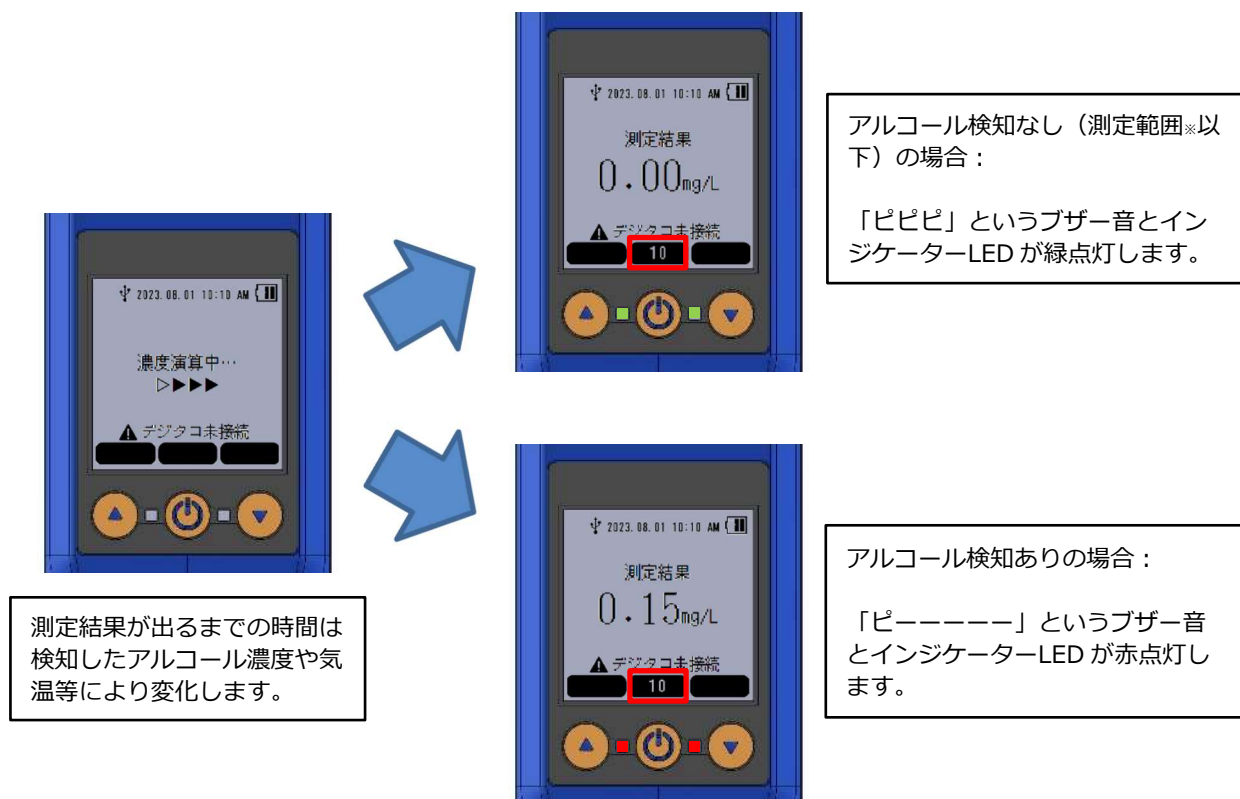 2023.08.01 10:10 AM
測定結果
0.00mg/L
デジタコ未接続
10
アルコール検知なし（測定範囲※以
下）の場合：
「ピピピ」というブザー音とイン
ジケーターLED が緑点灯します。
2023.08.01 10:10 AM
濃度演算中…
▷▶▶▶
デジタコ未接続
測定結果が出るまでの時間は
検知したアルコール濃度や気
温等により変化します。
2023.08.01 10:10 AM
測定結果
0.15mg/L
デジタコ未接続
10
アルコール検知ありの場合：
「ピーーーーー」というブザー音
とインジケーターLED が赤点灯し
ます。